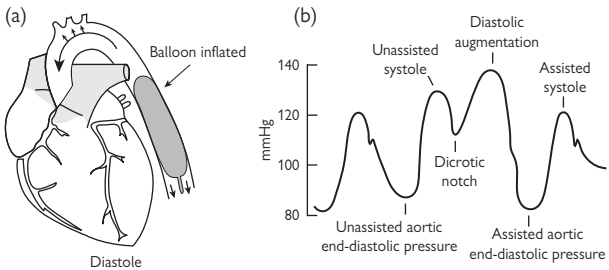 (a)
Balloon inflated
Diastole
(b)
Diastolic
augmentation
Unassisted
systole
Assisted
systole
140
120
100
80
mmHg
Dicrotic
notch
Unassisted aortic
end-diastolic pressure
Assisted aortic
end-diastolic pressure